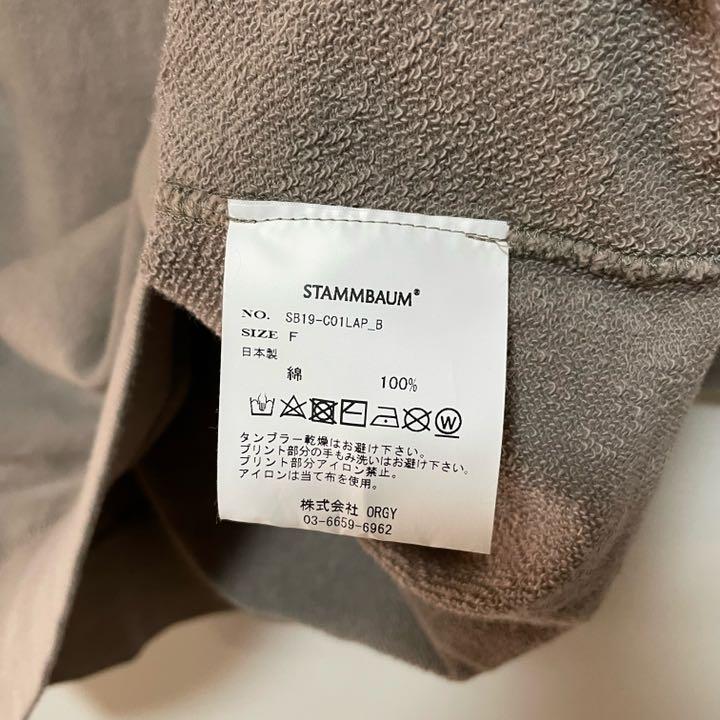 STAMMBAUM®
NO. SB19-C01LAP_B
SIZE F
日本製
綿 100%
W
タンブラー乾燥はお避け下さい。
プリント部分の手もみ洗いはお避け下さい。
プリント部分アイロン禁止。
アイロンは当て布を使用。
株式会社 ORGY
03-6659-6962